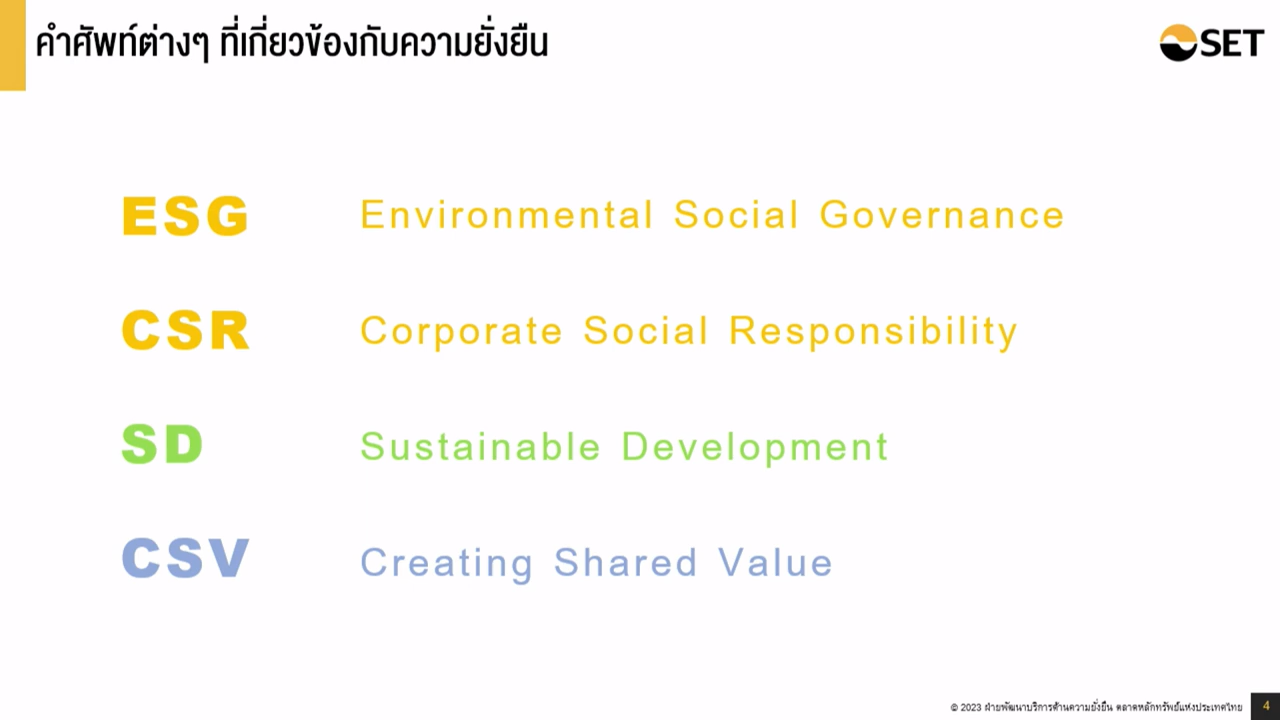 คำศัพท์ต่างๆ ที่เกี่ยวข้องกับความยั่งยืน
SET
ESG Environmental Social Governance
CSR Corporate Social Responsibility
SD Sustainable Development
CSV Creating Shared Value
© 2023 ฝ่ายพัฒนาบริการด้านความยั่งยืน ตลาดหลักทรัพย์แห่งประเทศไทย 4